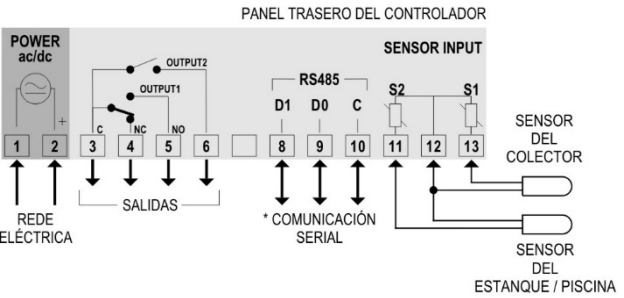 PANEL TRASERO DEL CONTROLADOR
POWER
ac/dc
+
OUTPUT2
OUTPUT1
C
NC
NO
RS485
D1 D0 C
SENSOR INPUT
S2 S1
1 2 3 4 5 6 8 9 10 11 12 13
REDE
ELÉCTRICA
SALIDAS
* COMUNICACIÓN
SERIAL
SENSOR
DEL
COLECTOR
SENSOR
DEL
ESTANQUE / PISCINA